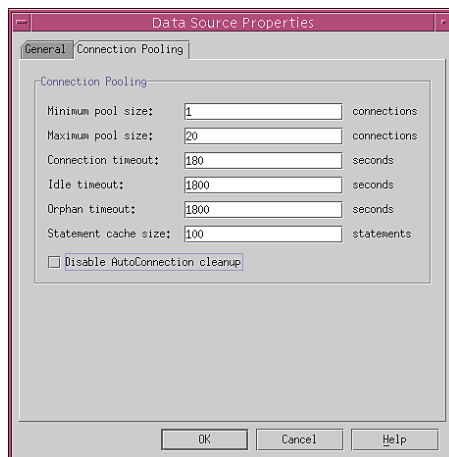 Data Source Properties
General Connection Pooling
Connection Pooling
Minimum pool size: 1 connections
Maximum pool size: 20 connections
Connection timeout: 180 seconds
Idle timeout: 1800 seconds
Orphan timeout: 1800 seconds
Statement cache size: 100 statements
Disable AutoConnection cleanup
OK Cancel Help